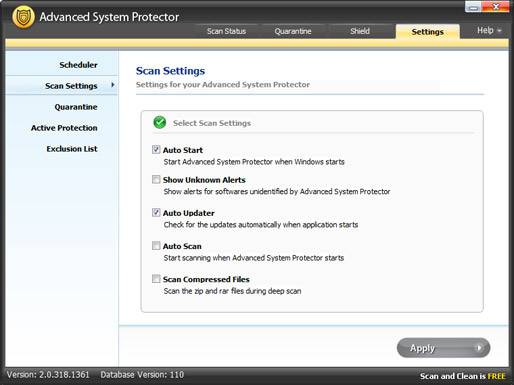 Advanced System Protector
Scan Status Quarantine Shield Settings Help
Scheduler
Scan Settings
Quarantine
Active Protection
Exclusion List
Scan Settings
Settings for your Advanced System Protector
Select Scan Settings
Auto Start
Start Advanced System Protector when Windows starts
Show Unknown Alerts
Show alerts for softwares unidentified by Advanced System Protector
Auto Updater
Check for the updates automatically when application starts
Auto Scan
Start scanning when Advanced System Protector starts
Scan Compressed Files
Scan the zip and rar files during deep scan
Apply
Version: 2.0.318.1361 Database Version: 110 Scan and Clean is FREE